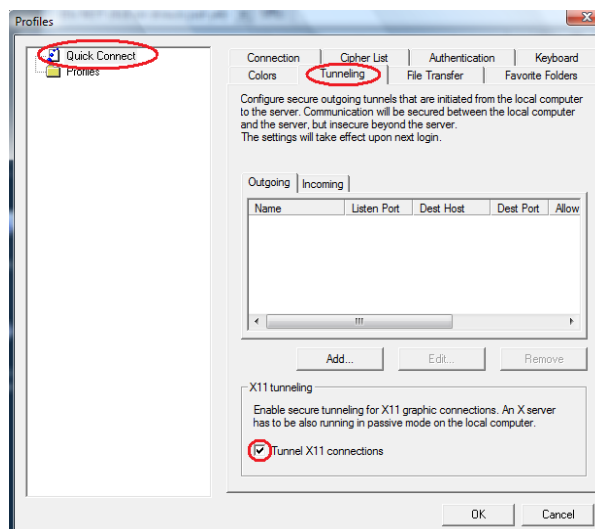 Profiles
Quick Connect
Profiles
Connection Cipher List Authentication Keyboard
Colors Tunneling File Transfer Favorite Folders
Configure secure outgoing tunnels that are initiated from the local computer
to the server. Communication will be secured between the local computer
and the server, but insecure beyond the server.
The settings will take effect upon next login.
Outgoing Incoming
Name Listen Port Dest Host Dest Port Allow
Add... Edit... Remove
X11 tunneling
Enable secure tunneling for X11 graphic connections. An X server
has to be also running in passive mode on the local computer.
Tunnel X11 connections
OK Cancel